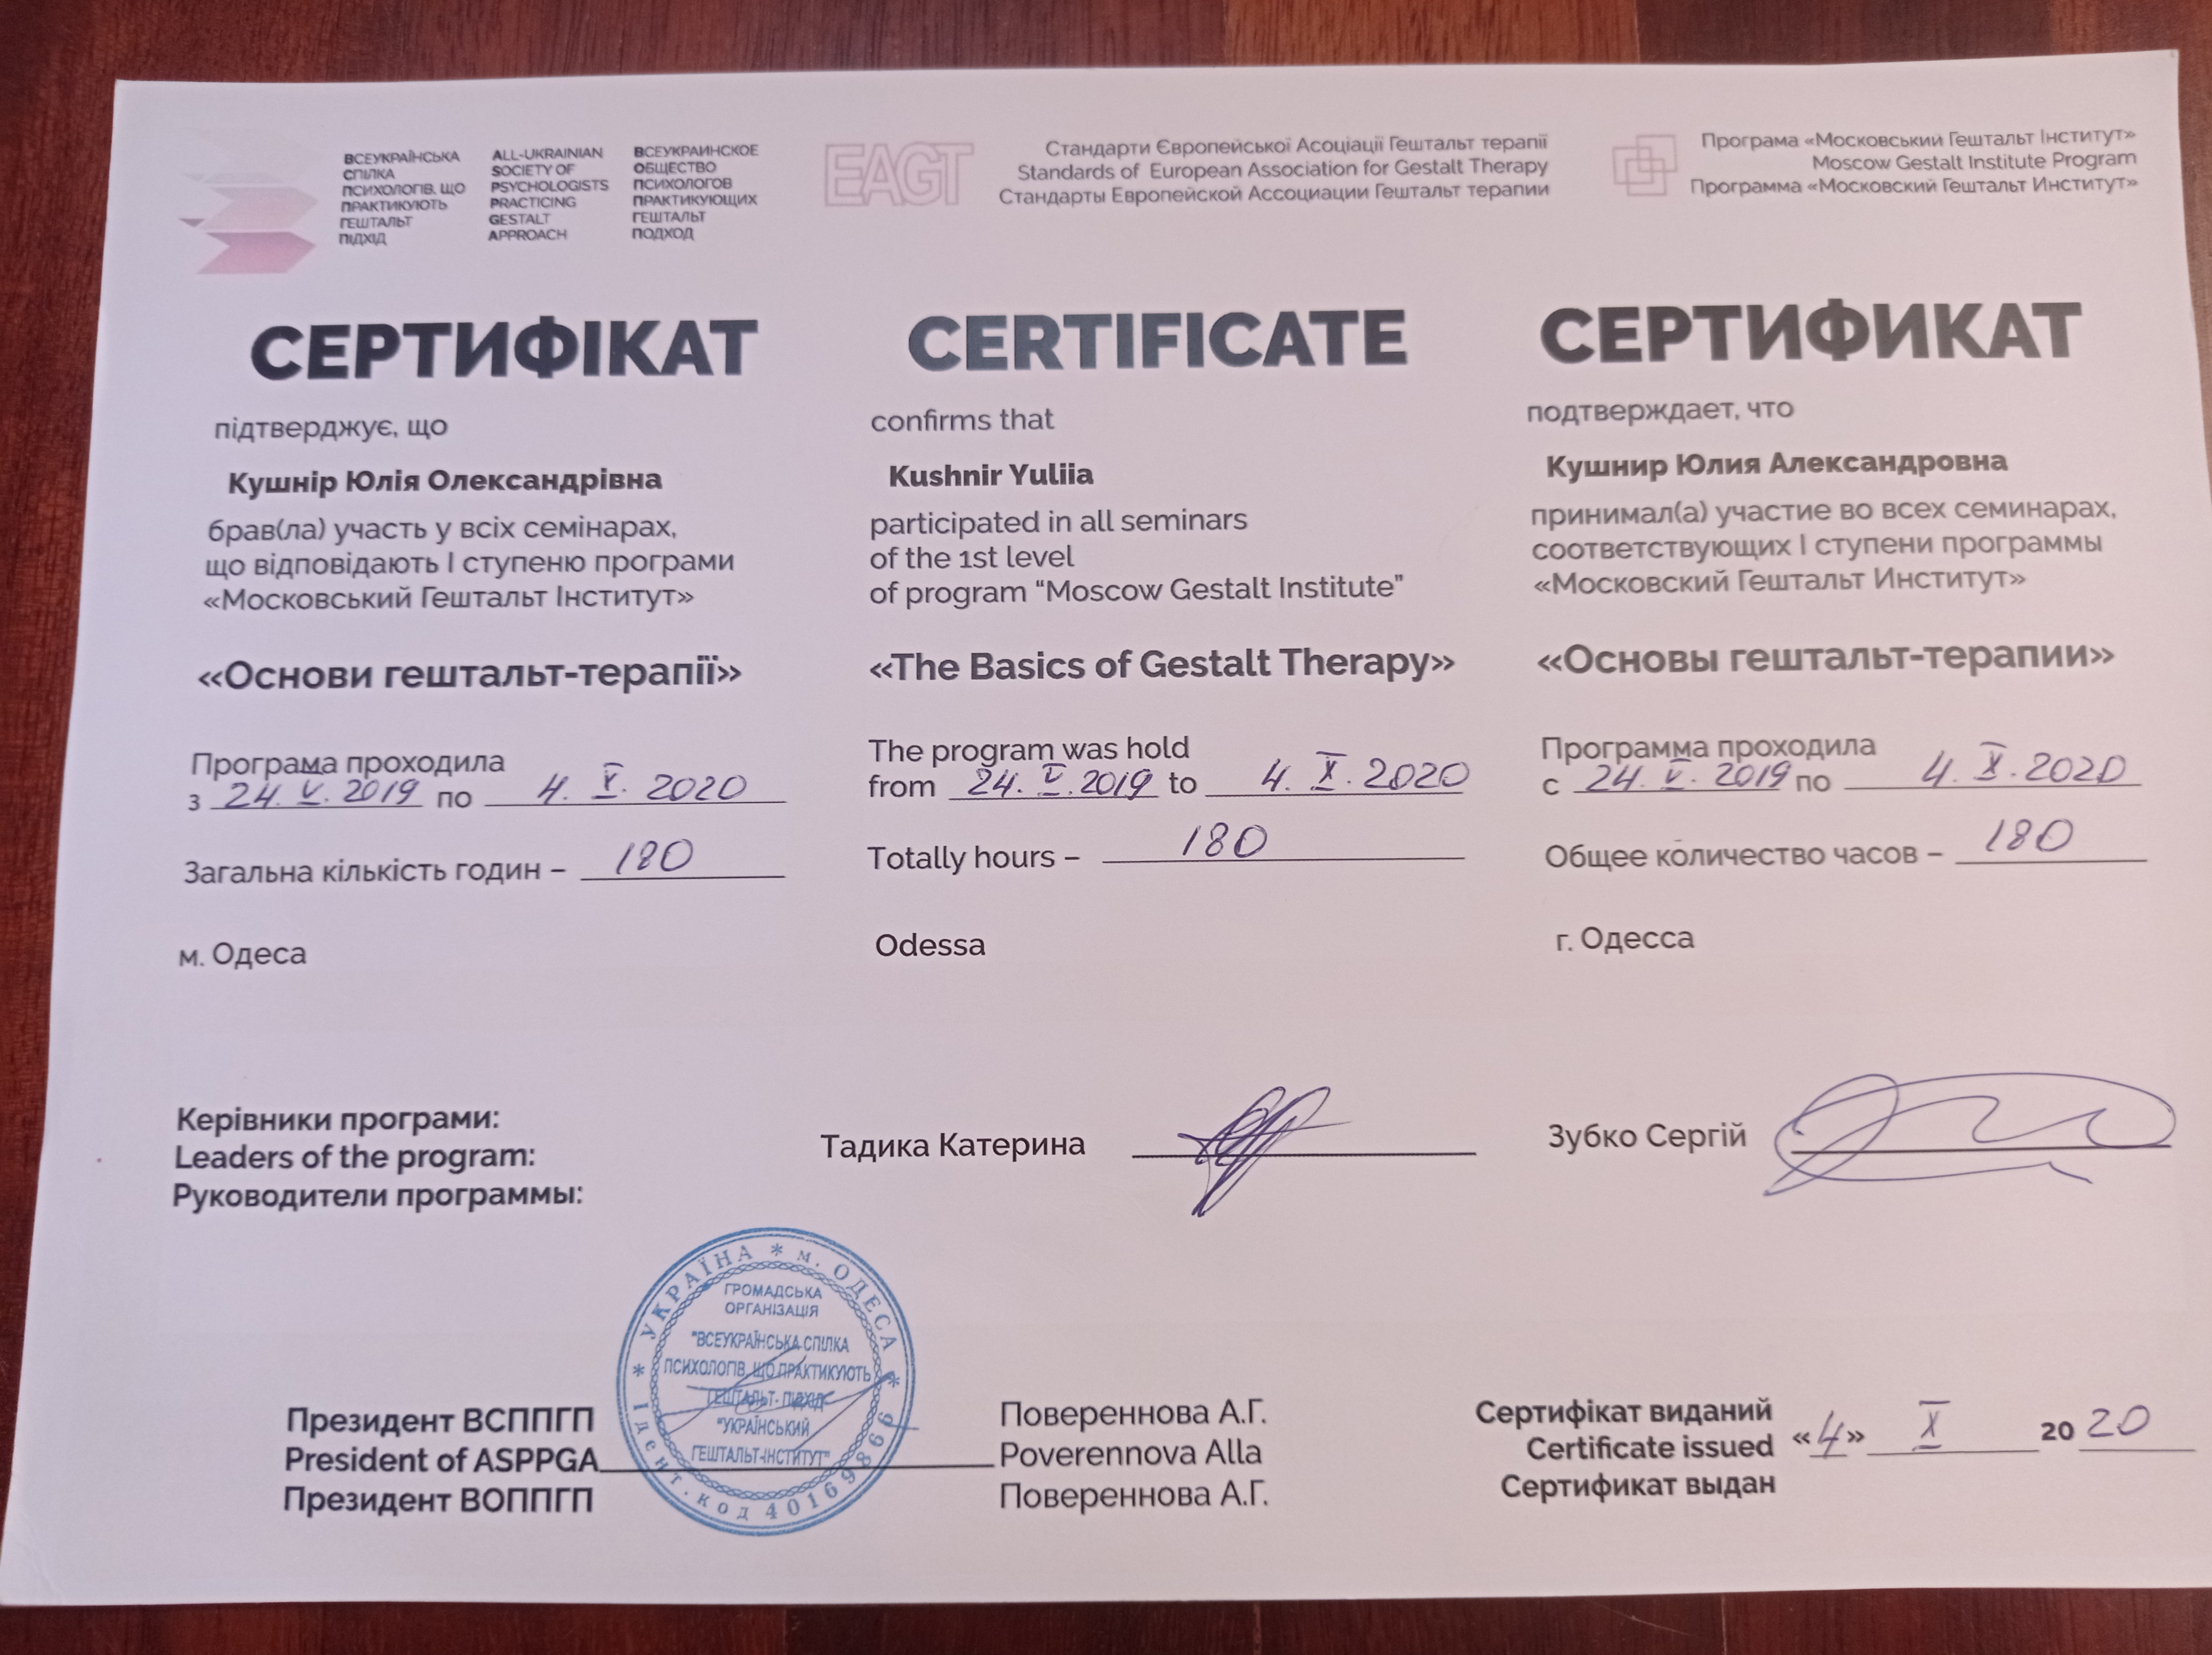 ВСЕУКРАЇНСЬКА
СПІЛКА
ПСИХОЛОГІВ, ЩО
ПРАКТИКУЮТЬ
ГЕШТАЛЬТ
ПІДХІД
ALL-UKRAINIAN
SOCIETY OF
PSYCHOLOGISTS
PRACTICING
GESTALT
APPROACH
ВСЕУКРАИНСКОЕ
ОБЩЕСТВО
ПСИХОЛОГОВ
ПРАКТИКУЮЩИХ
ГЕШТАЛЬТ
ПОДХОД
EAGT
Стандарти Європейської Асоціації Гештальт терапії
Standards of European Association for Gestalt Therapy
Стандарты Европейской Ассоциации Гештальт терапии
Програма «Московський Гештальт Інститут»
Moscow Gestalt Institute Program
Программа «Московский Гештальт Институт»
СЕРТИФІКАТ
підтверджує, що
Кушнір Юлія Олександрівна
брав(ла) участь у всіх семінарах,
що відповідають І ступеню програми
«Московський Гештальт Інститут»
«Основи гештальт-терапії»
Програма проходила
з 24. V. 2019 по 4. X. 2020
Загальна кількість годин – 180
м. Одеса
CERTIFICATE
confirms that
Kushnir Yuliia
participated in all seminars
of the 1st level
of program “Moscow Gestalt Institute”
«The Basics of Gestalt Therapy»
The program was hold
from 24. V. 2019 to 4. X. 2020
Totally hours – 180
Odessa
СЕРТИФИКАТ
подтверждает, что
Кушнир Юлия Александровна
принимал(а) участие во всех семинарах,
соответствующих І ступени программы
«Московский Гештальт Институт»
«Основы гештальт-терапии»
Программа проходила
с 24. V. 2019 по 4. X. 2020
Общее количество часов – 180
г. Одесса
Керівники програми:
Leaders of the program:
Руководители программы:
Тадика Катерина
Зубко Сергій
УКРАЇНА * м. ОДЕСА * Ідент. код 40169866 *
ГРОМАДСЬКА
ОРГАНІЗАЦІЯ
"ВСЕУКРАЇНСЬКА СПІЛКА
ПСИХОЛОГІВ, ЩО ПРАКТИКУЮТЬ
ГЕШТАЛЬТ- ПІДХІД"
"УКРАЇНСЬКИЙ
ГЕШТАЛЬТ-ІНСТИТУТ"
Президент ВСППГП
President of ASPPGA
Президент ВОППГП
Повереннова А.Г.
Poverennova Alla
Повереннова А.Г.
Сертифікат виданий
Certificate issued «4» X 2020
Сертификат выдан